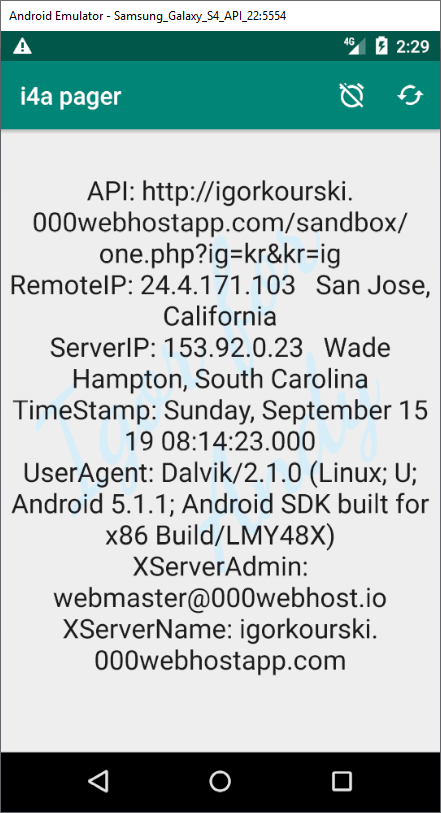 Android Emulator - Samsung_Galaxy_S4_API_22:5554
4G 2:29
i4a pager
API: http://igorkourski.
000webhostapp.com/sandbox/
one.php?ig=kr&kr=ig
RemoteIP: 24.4.171.103   San Jose,
California
ServerIP: 153.92.0.23   Wade
Hampton, South Carolina
TimeStamp: Sunday, September 15
19 08:14:23.000
UserAgent: Dalvik/2.1.0 (Linux; U;
Android 5.1.1; Android SDK built for
x86 Build/LMY48X)
XServerAdmin:
webmaster@000webhost.io
XServerName: igorkourski.
000webhostapp.com
Igor for
Andy